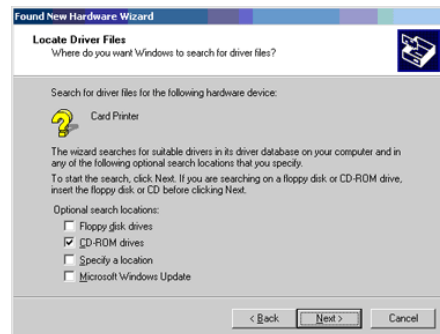 Found New Hardware Wizard
Locate Driver Files
Where do you want Windows to search for driver files?
Search for driver files for the following hardware device:
Card Printer
The wizard searches for suitable drivers in its driver database on your computer and in
any of the following optional search locations that you specify.
To start the search, click Next. If you are searching on a floppy disk or CD-ROM drive,
insert the floppy disk or CD before clicking Next.
Optional search locations:
Floppy disk drives
CD-ROM drives
Specify a location
Microsoft Windows Update
< Back Next > Cancel